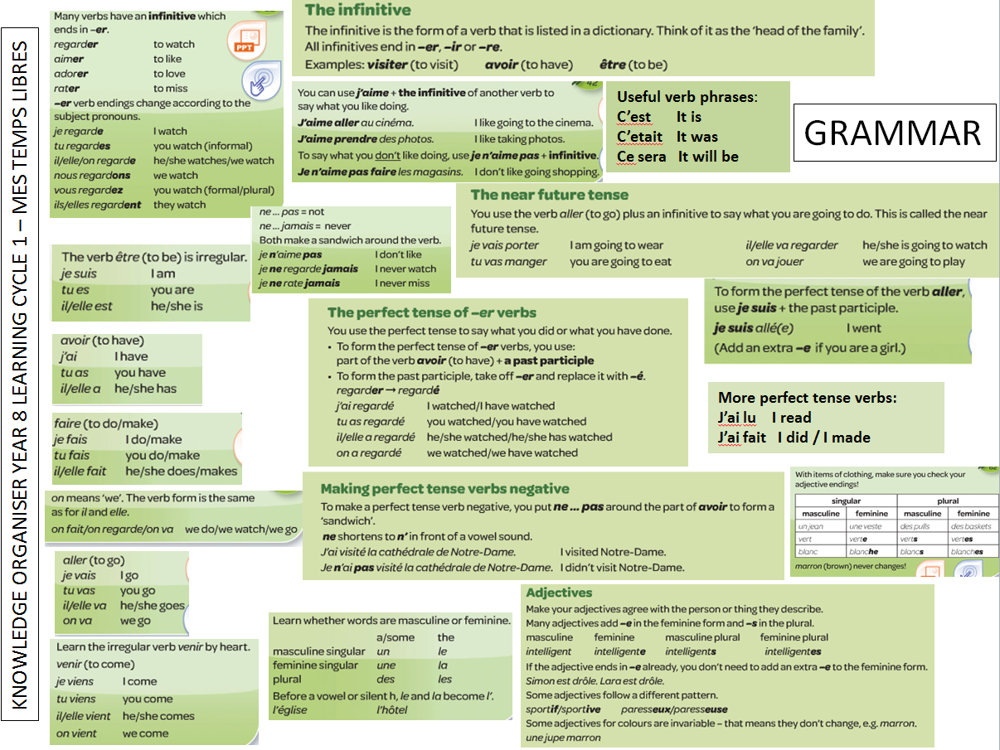 KNOWLEDGE ORGANISER YEAR 8 LEARNING CYCLE 1 – MES TEMPS LIBRES
Many verbs have an infinitive which
ends in –er.
regarder to watch
aimer to like
adorer to love
rater to miss
–er verb endings change according to the
subject pronouns.
je regarde I watch
tu regardes you watch (informal)
il/elle/on regarde he/she watches/we watch
nous regardons we watch
vous regardez you watch (formal/plural)
ils/elles regardent they watch
PPT
The infinitive
The infinitive is the form of a verb that is listed in a dictionary. Think of it as the ‘head of the family’.
All infinitives end in –er, –ir or –re.
Examples: visiter (to visit) avoir (to have) être (to be)
42
You can use j’aime + the infinitive of another verb to
say what you like doing.
J’aime aller au cinéma. I like going to the cinema.
J’aime prendre des photos. I like taking photos.
To say what you don’t like doing, use je n’aime pas + infinitive.
Je n’aime pas faire les magasins. I don’t like going shopping.
Useful verb phrases:
C’est It is
C’etait It was
Ce sera It will be
GRAMMAR
The near future tense
You use the verb aller (to go) plus an infinitive to say what you are going to do. This is called the near
future tense.
je vais porter I am going to wear il/elle va regarder he/she is going to watch
tu vas manger you are going to eat on va jouer we are going to play
ne ... pas = not
ne ... jamais = never
Both make a sandwich around the verb.
je n’aime pas I don’t like
je ne regarde jamais I never watch
je ne rate jamais I never miss
The verb être (to be) is irregular.
je suis I am
tu es you are
il/elle est he/she is
avoir (to have)
j’ai I have
tu as you have
il/elle a he/she has
faire (to do/make)
je fais I do/make
tu fais you do/make
il/elle fait he/she does/makes
on means ‘we’. The verb form is the same
as for il and elle.
on fait/on regarde/on va we do/we watch/we go
aller (to go)
je vais I go
tu vas you go
il/elle va he/she goes
on va we go
Learn the irregular verb venir by heart.
venir (to come)
je viens I come
tu viens you come
il/elle vient he/she comes
on vient we come
The perfect tense of –er verbs
You use the perfect tense to say what you did or what you have done.
• To form the perfect tense of –er verbs, you use:
part of the verb avoir (to have) + a past participle
• To form the past participle, take off –er and replace it with –é.
regarder → regardé
j’ai regardé I watched/I have watched
tu as regardé you watched/you have watched
il/elle a regardé he/she watched/he/she has watched
on a regardé we watched/we have watched
To form the perfect tense of the verb aller,
use je suis + the past participle.
je suis allé(e) I went
(Add an extra –e if you are a girl.)
More perfect tense verbs:
J’ai lu I read
J’ai fait I did / I made
Making perfect tense verbs negative
To make a perfect tense verb negative, you put ne ... pas around the part of avoir to form a
‘sandwich’.
ne shortens to n’ in front of a vowel sound.
J’ai visité la cathédrale de Notre-Dame. I visited Notre-Dame.
Je n’ai pas visité la cathédrale de Notre-Dame. I didn’t visit Notre-Dame.
With items of clothing, make sure you check your
adjective endings!
singular plural
masculine feminine masculine feminine
un jean une veste des pulls des baskets
vert verte verts vertes
blanc blanche blancs blanches
marron (brown) never changes!
Learn whether words are masculine or feminine.
a/some the
masculine singular un le
feminine singular une la
plural des les
Before a vowel or silent h, le and la become l’.
l’église l’hôtel
Adjectives
Make your adjectives agree with the person or thing they describe.
Many adjectives add –e in the feminine form and –s in the plural.
masculine feminine masculine plural feminine plural
intelligent intelligente intelligents intelligentes
If the adjective ends in –e already, you don’t need to add an extra –e to the feminine form.
Simon est drôle. Lara est drôle.
Some adjectives follow a different pattern.
sportif/sportive paresseux/paresseuse
Some adjectives for colours are invariable – that means they don’t change, e.g. marron.
une jupe marron